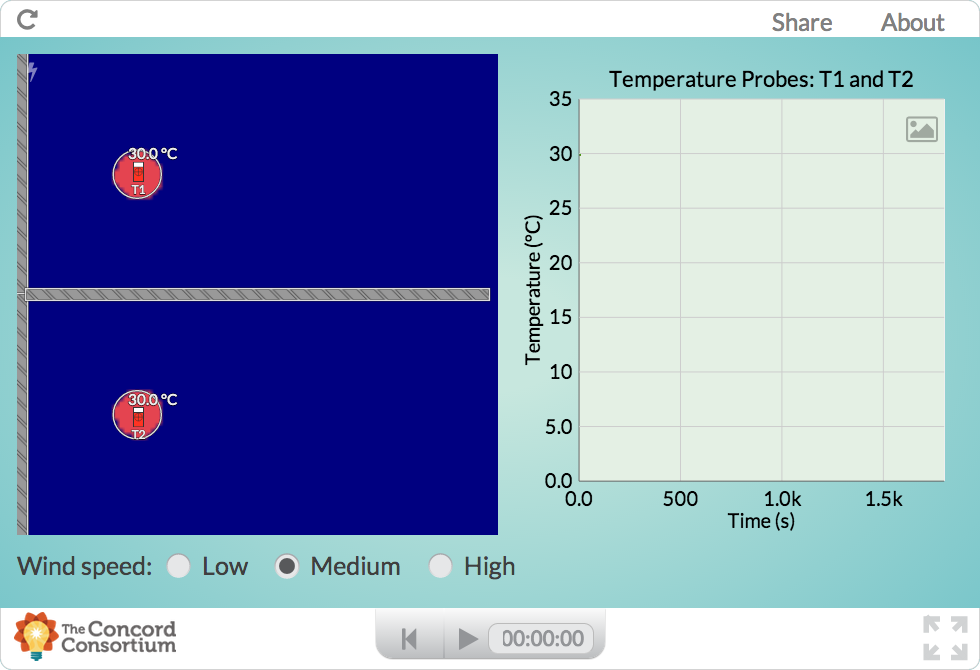 Share About
Temperature Probes: T1 and T2
35
30
25
20
15
10
5.0
0.0
Temperature (°C)
0.0 500 1.0k 1.5k
Time (s)
30.0 °C
T1
30.0 °C
T2
Wind speed: Low Medium High
The Concord
Consortium
00:00:00